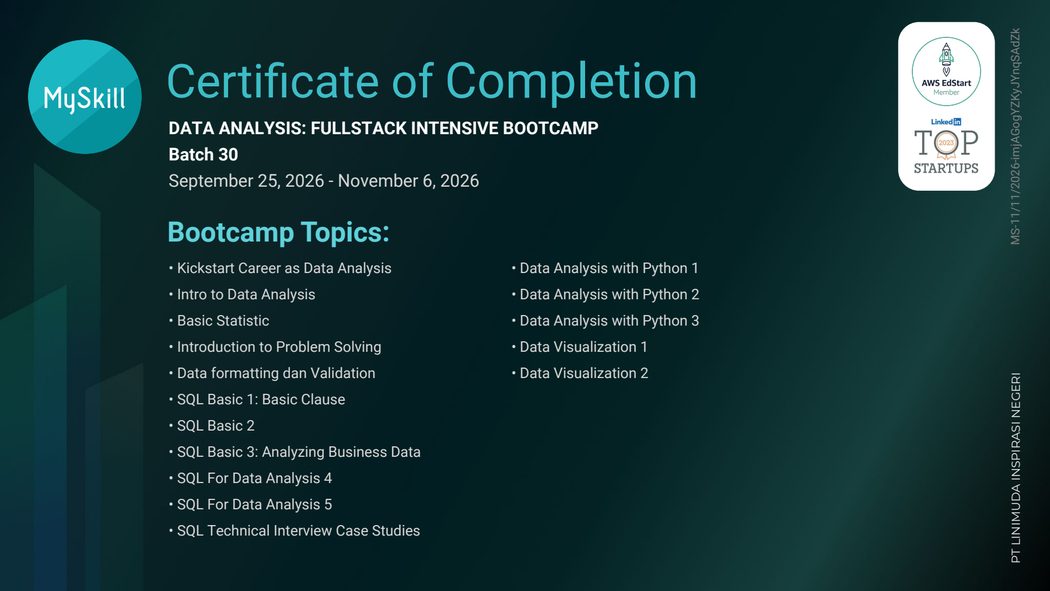 MySkill
Certificate of Completion
DATA ANALYSIS: FULLSTACK INTENSIVE BOOTCAMP
Batch 30
September 25, 2026 - November 6, 2026
Bootcamp Topics:
• Kickstart Career as Data Analysis
• Intro to Data Analysis
• Basic Statistic
• Introduction to Problem Solving
• Data formatting dan Validation
• SQL Basic 1: Basic Clause
• SQL Basic 2
• SQL Basic 3: Analyzing Business Data
• SQL For Data Analysis 4
• SQL For Data Analysis 5
• SQL Technical Interview Case Studies
• Data Analysis with Python 1
• Data Analysis with Python 2
• Data Analysis with Python 3
• Data Visualization 1
• Data Visualization 2
AWS EdStart
Member
LinkedIn
TOP
2023
STARTUPS
MS-11/11/2026-imjAGogYZKyJYnqSAdZk
PT LINIMUDA INSPIRASI NEGERI